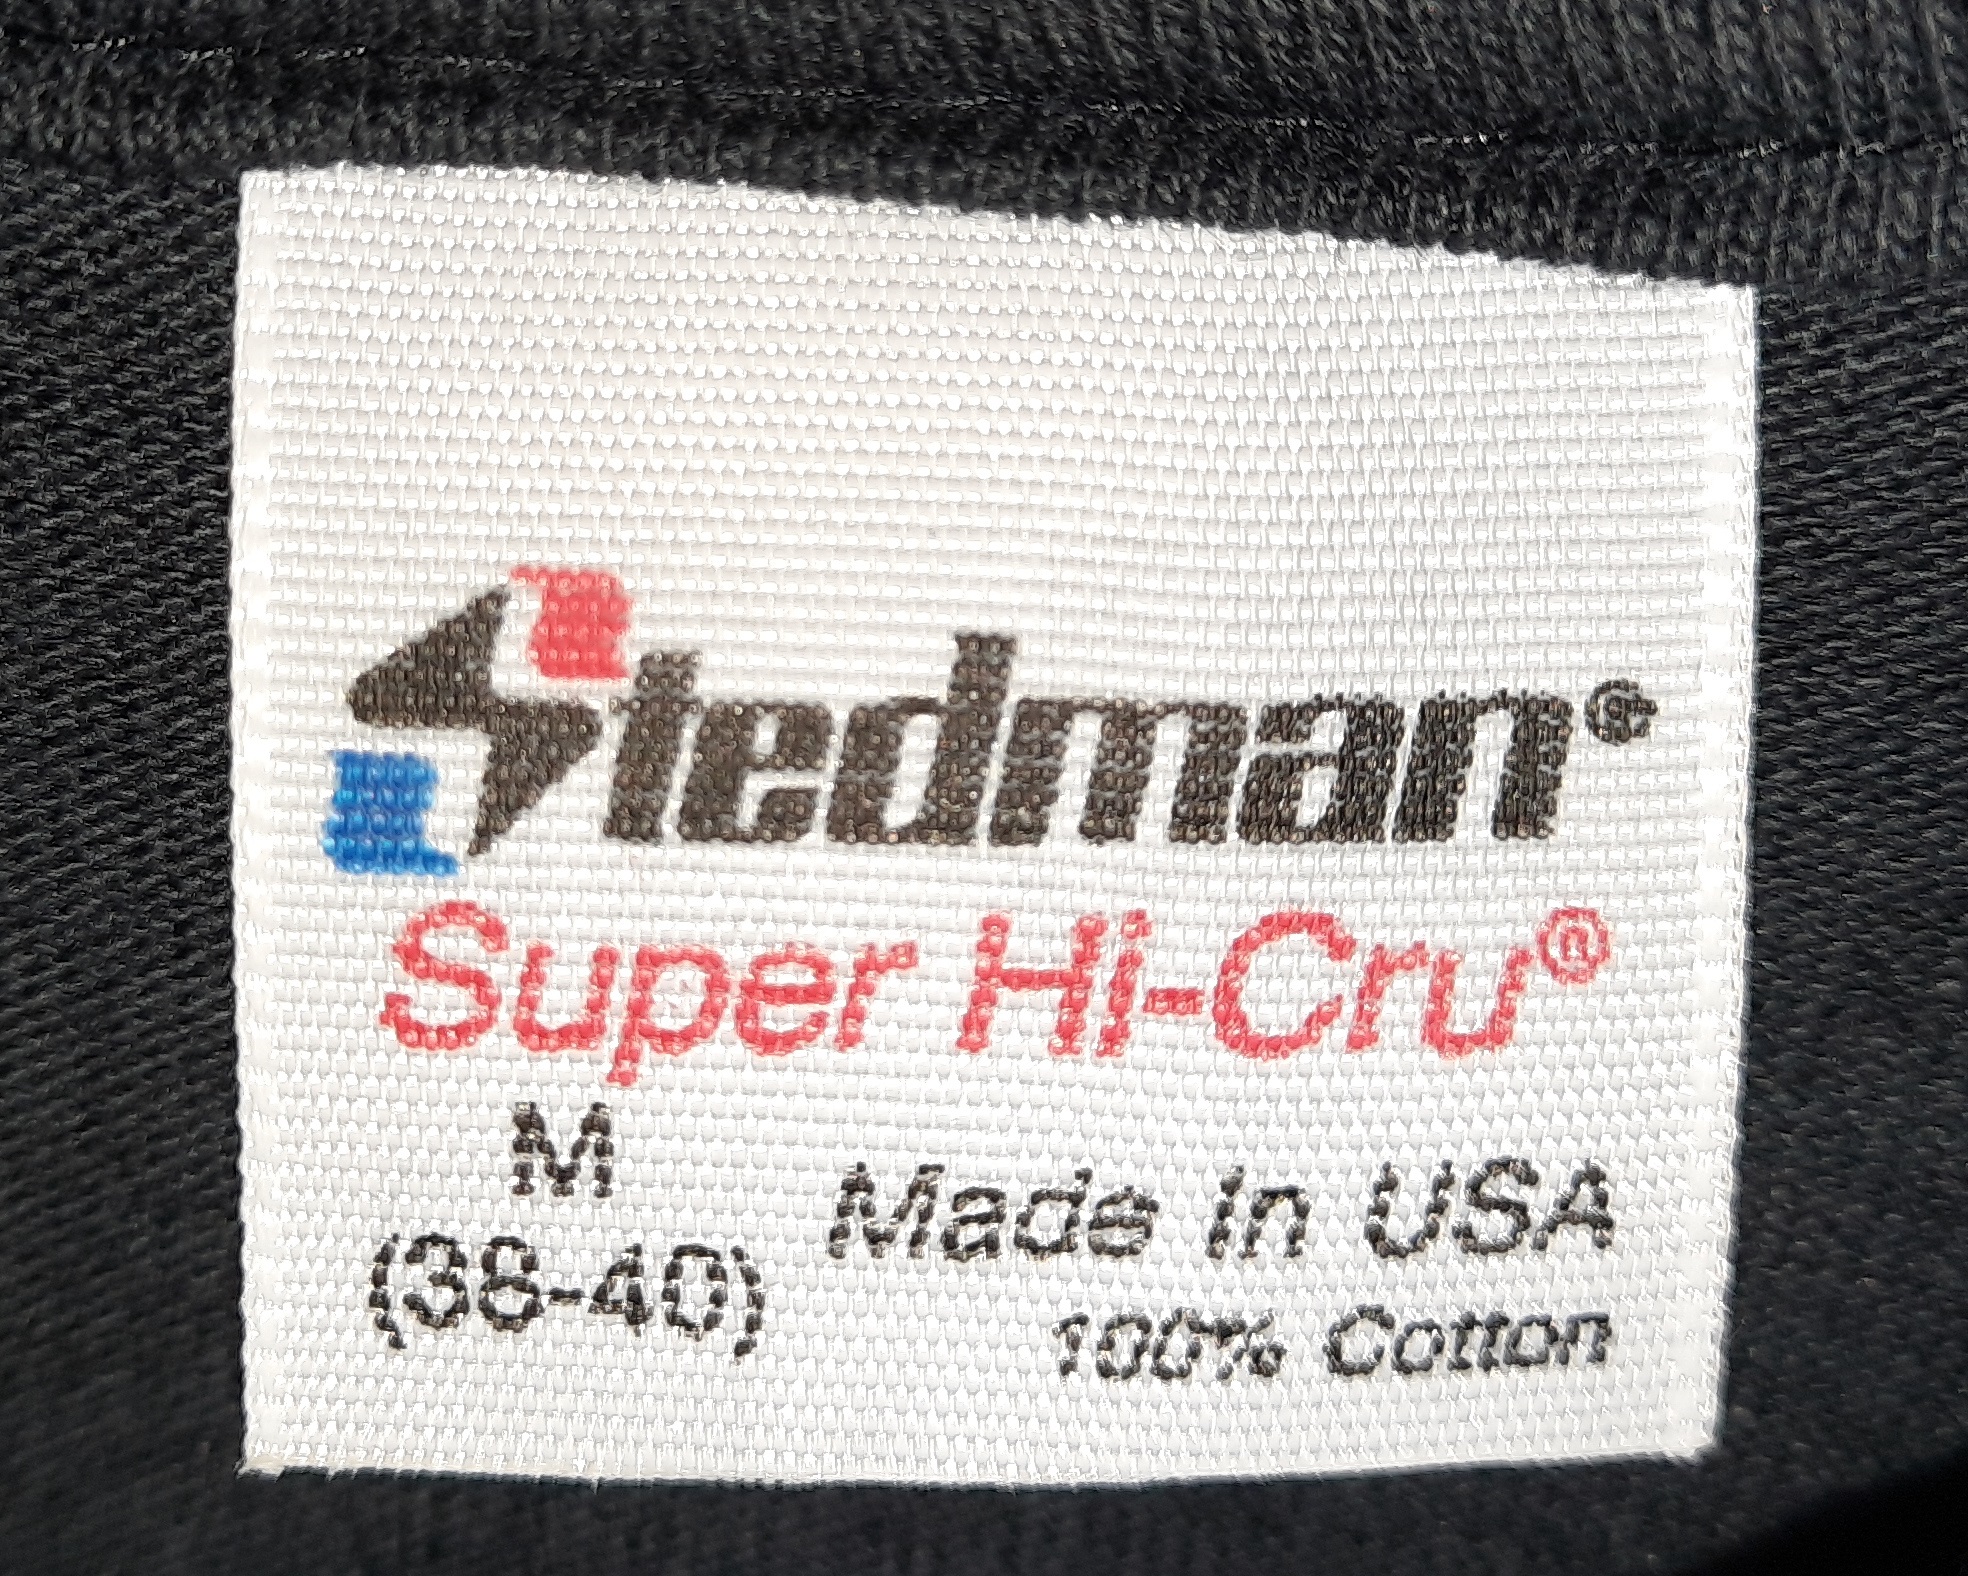 Stedman®
Super Hi-Cru®
M
(38-40)
Made in USA
100% Cotton